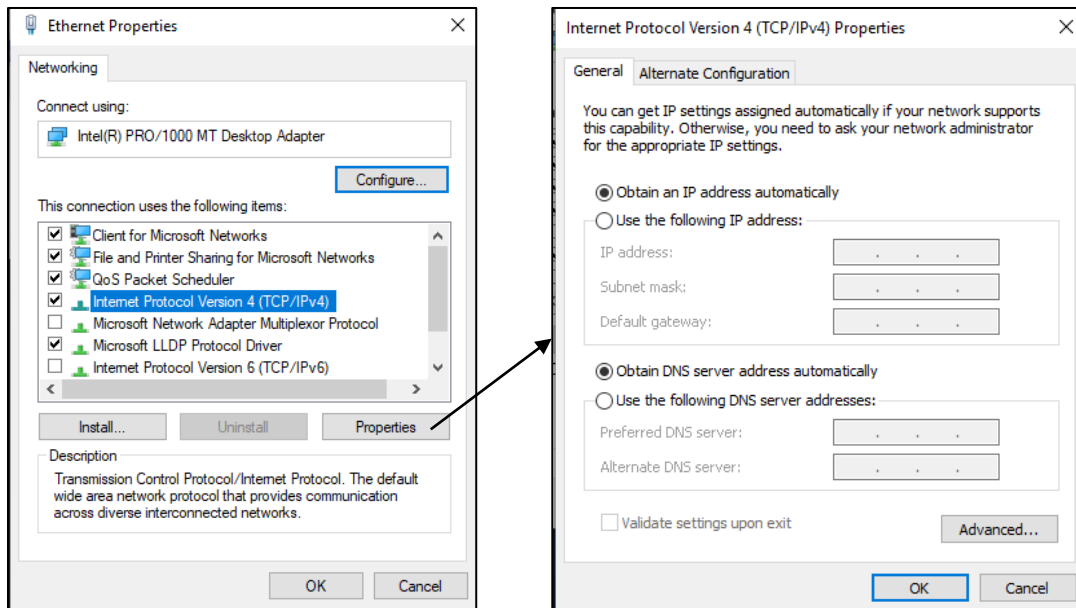 Ethernet Properties
Networking
Connect using:
Intel(R) PRO/1000 MT Desktop Adapter
Configure...
This connection uses the following items:
Client for Microsoft Networks
File and Printer Sharing for Microsoft Networks
QoS Packet Scheduler
Internet Protocol Version 4 (TCP/IPv4)
Microsoft Network Adapter Multiplexor Protocol
Microsoft LLDP Protocol Driver
Internet Protocol Version 6 (TCP/IPv6)
Install...
Uninstall
Properties
Description
Transmission Control Protocol/Internet Protocol. The default
wide area network protocol that provides communication
across diverse interconnected networks.
OK
Cancel
Internet Protocol Version 4 (TCP/IPv4) Properties
General
Alternate Configuration
You can get IP settings assigned automatically if your network supports
this capability. Otherwise, you need to ask your network administrator
for the appropriate IP settings.
Obtain an IP address automatically
Use the following IP address:
IP address:
Subnet mask:
Default gateway:
Obtain DNS server address automatically
Use the following DNS server addresses:
Preferred DNS server:
Alternate DNS server:
Validate settings upon exit
Advanced...
OK
Cancel